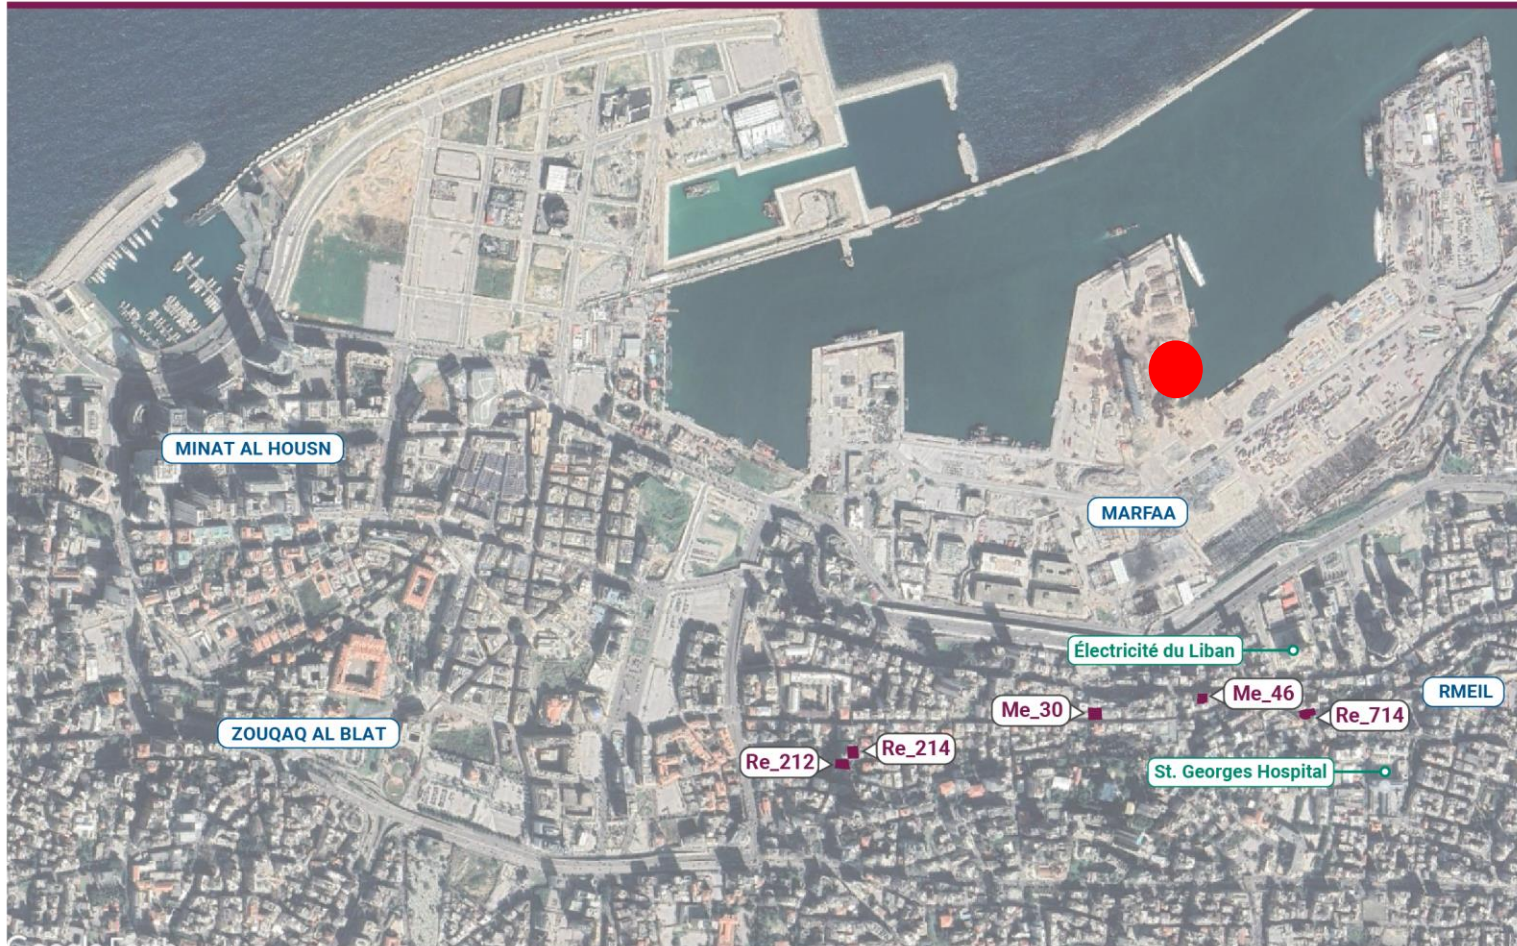 MINAT AL HOUSN
MARFAA
Électricité du Liban
Me_46
RMEIL
Me_30
Re_714
ZOUQAQ AL BLAT
Re_214
Re_212
St. Georges Hospital